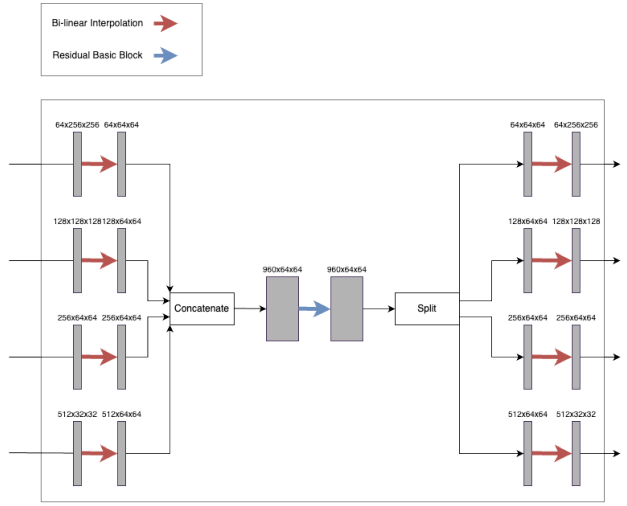 Bi-linear Interpolation
Residual Basic Block
64x256x256 64x64x64
64x64x64 64x256x256
128x128x128 128x64x64
128x64x64 128x128x128
960x64x64 960x64x64
Concatenate
Split
256x64x64 256x64x64
256x64x64 256x64x64
512x32x32 512x64x64
512x64x64 512x32x32